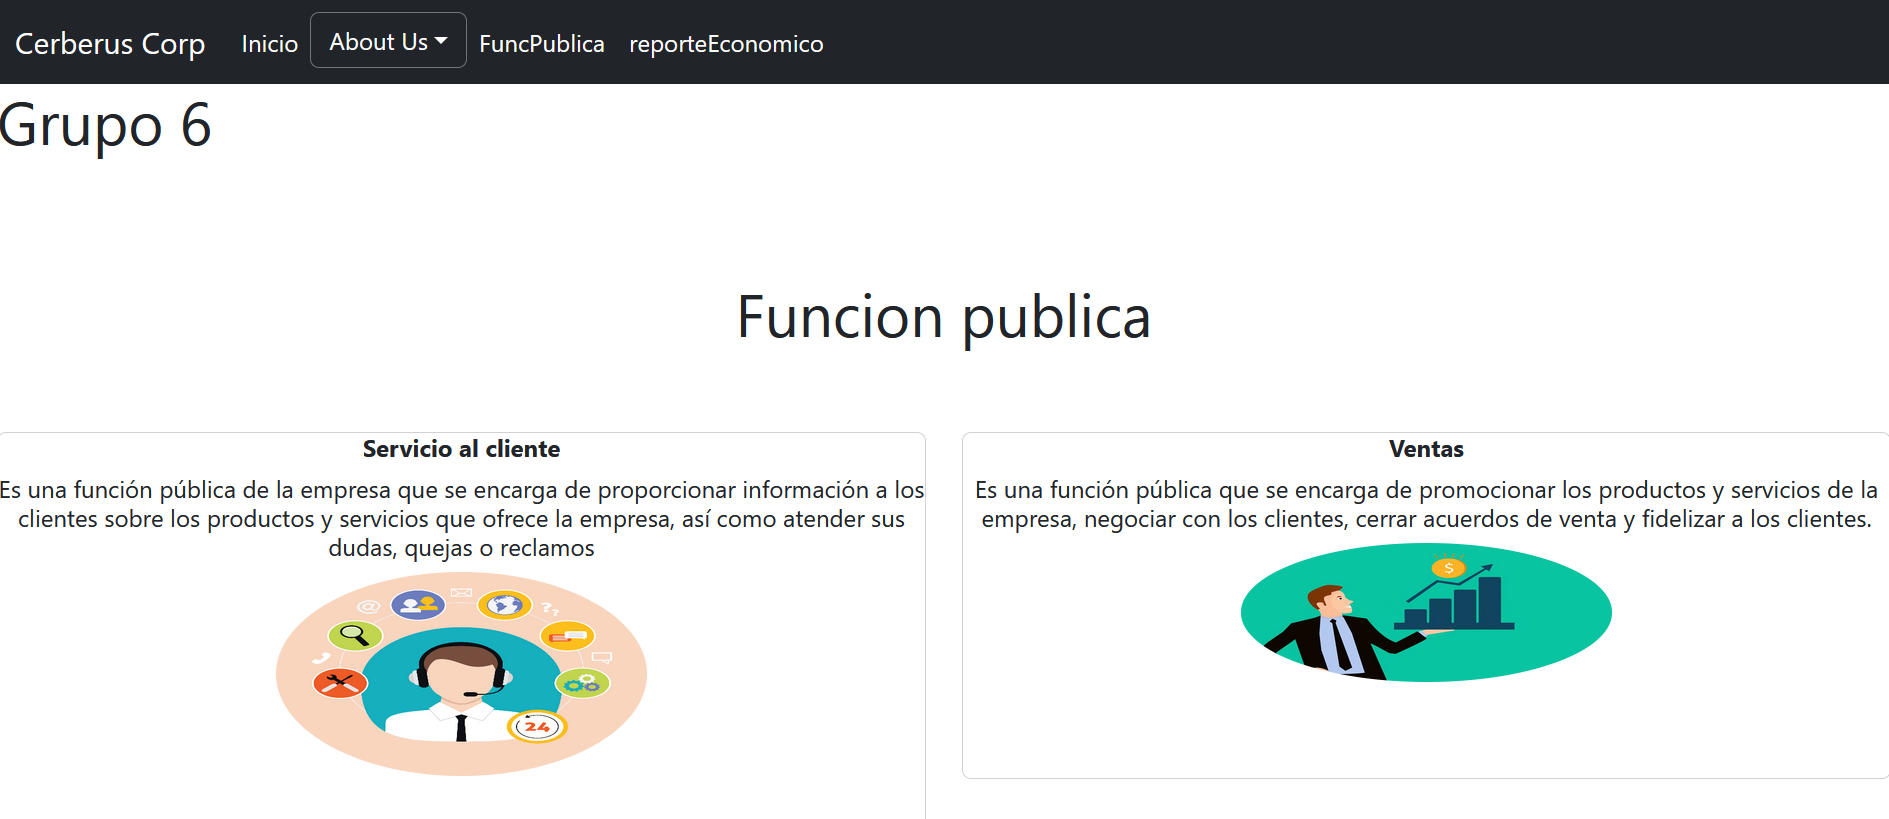 Cerberus Corp Inicio About Us FuncPublica reporteEconomico
Grupo 6
Funcion publica
Servicio al cliente
Es una función pública de la empresa que se encarga de proporcionar información a los
clientes sobre los productos y servicios que ofrece la empresa, así como atender sus
dudas, quejas o reclamos
@
??
24
Ventas
Es una función pública que se encarga de promocionar los productos y servicios de la
empresa, negociar con los clientes, cerrar acuerdos de venta y fidelizar a los clientes.
$